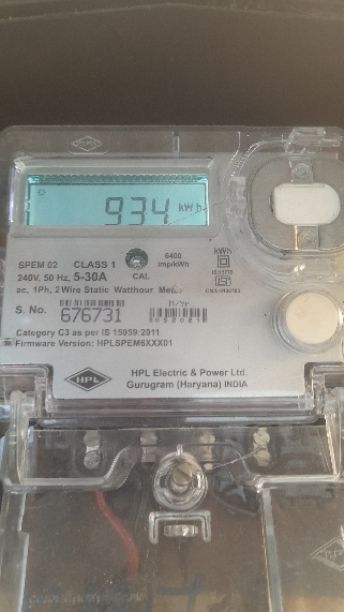 934 kWh
SPEM 02 CLASS 1 6400 kWh
imp/kWh
240V, 50 Hz, 5-30A CAL
ac, 1Ph, 2Wire Static Watthour Meter
M/Yr
S. No. 676731
Category C3 as per IS 15959:2011
Firmware Version: HPLSPEM6XXX01
HPL HPL Electric & Power Ltd.
Gurugram (Haryana) INDIA